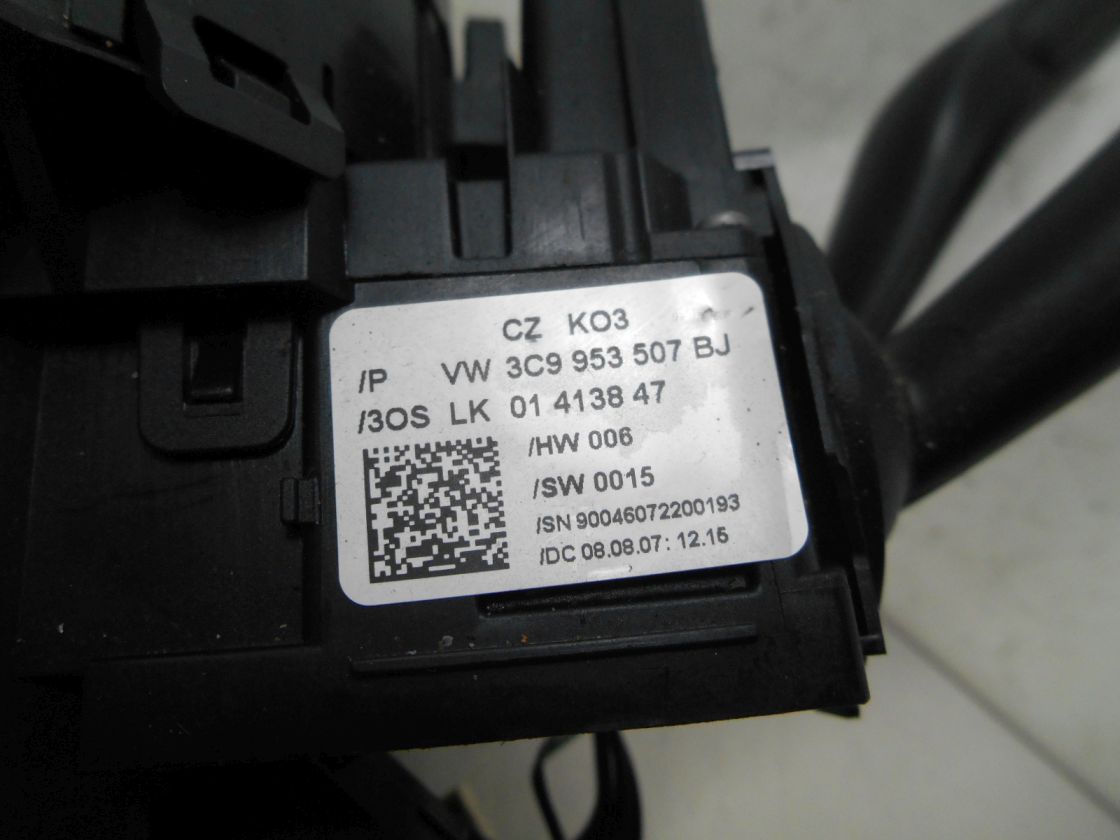 CZ KO3
/P VW 3C9 953 507 BJ
/3OS LK 01 4138 47
/HW 006
/SW 0015
/SN 90046072200193
/DC 08.08.07: 12.15